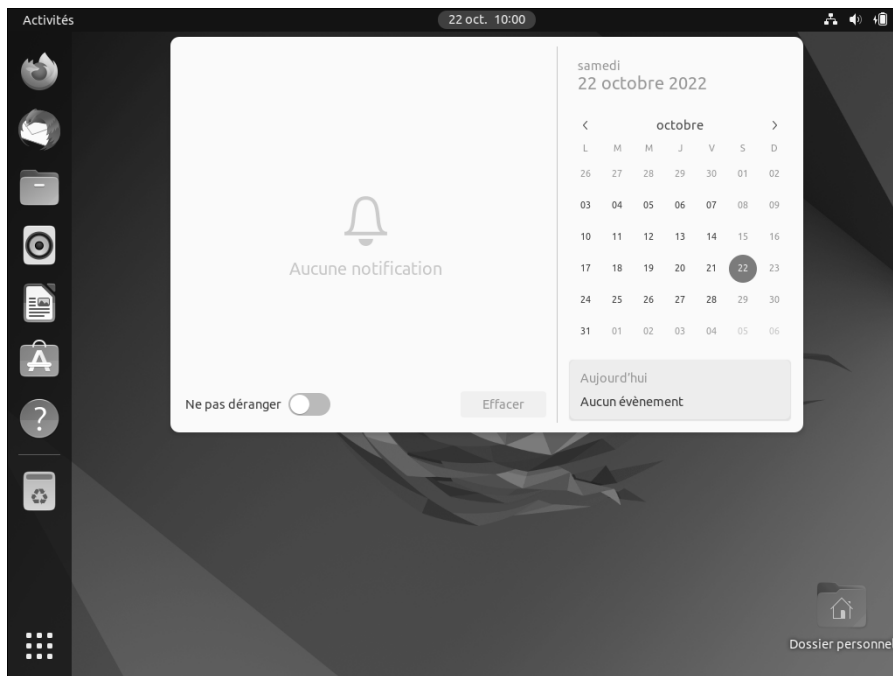 Activités
22 oct. 10:00
samedi
22 octobre 2022
octobre
L M M J V S D
26 27 28 29 30 01 02
03 04 05 06 07 08 09
10 11 12 13 14 15 16
17 18 19 20 21 22 23
24 25 26 27 28 29 30
31 01 02 03 04 05 06
Aucune notification
Ne pas déranger
Effacer
Aujourd'hui
Aucun évènement
Dossier personnel